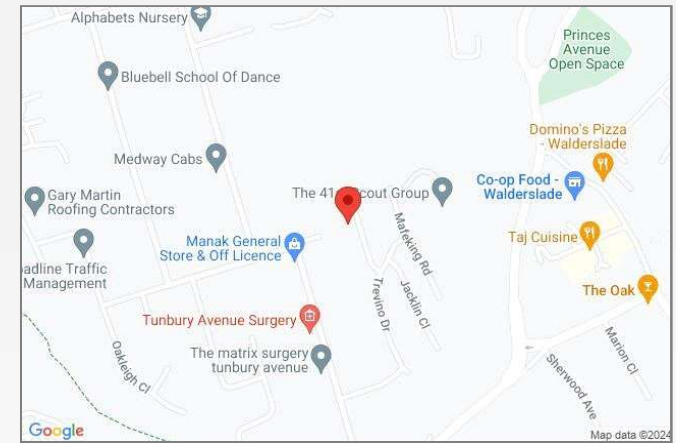 Alphabets Nursery
Princes
Avenue
Open Space
Bluebell School Of Dance
Domino's Pizza
- Walderslade
Medway Cabs
Co-op Food -
Walderslade
The 41 Scout Group
Gary Martin
Roofing Contractors
Mafeking Rd
Taj Cuisine
Manak General
Store & Off Licence
adline Traffic
Management
Trevino Dr
Jacklin Cl
The Oak
Tunbury Avenue Surgery
Oakleigh Cl
The matrix surgery
tunbury avenue
Marion Cl
Sherwood Ave
Google
Map data ©2024